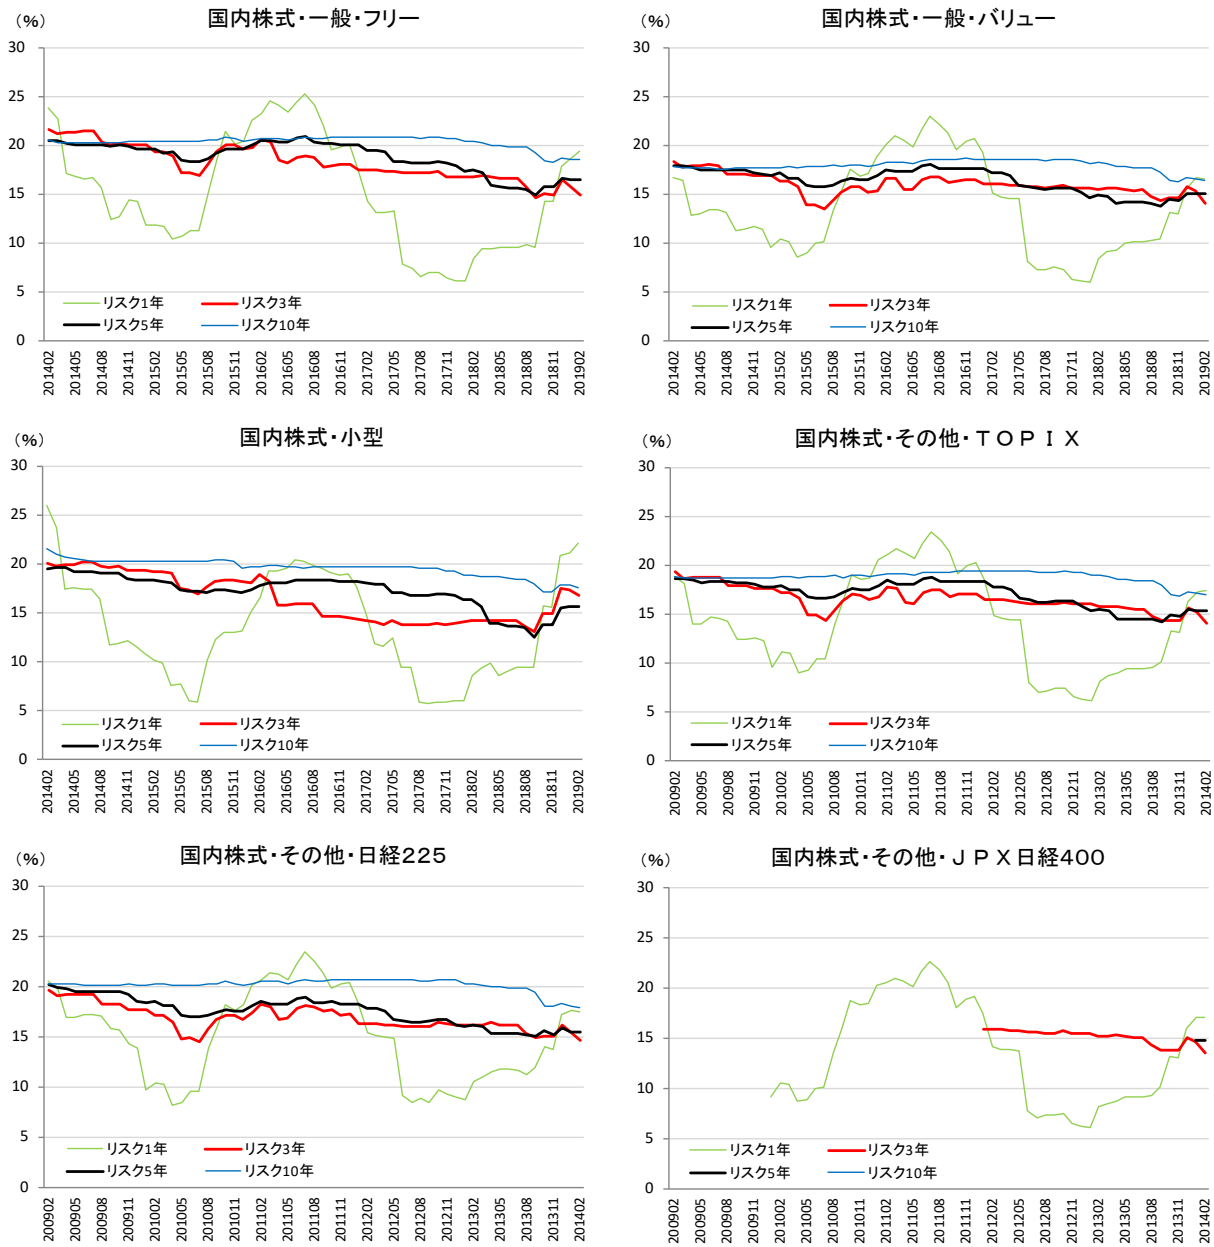 国内株式・一般・フリー
（%）
30
25
20
15
10
5
0
リスク1年 リスク3年
リスク5年 リスク10年
201402 201405 201408 201411 201502 201505 201508 201511 201602 201605 201608 201611 201702 201705 201708 201711 201802 201805 201808 201811 201902
国内株式・一般・バリュー
（%）
30
25
20
15
10
5
0
リスク1年 リスク3年
リスク5年 リスク10年
201402 201405 201408 201411 201502 201505 201508 201511 201602 201605 201608 201611 201702 201705 201708 201711 201802 201805 201808 201811 201902
国内株式・小型
（%）
30
25
20
15
10
5
0
リスク1年 リスク3年
リスク5年 リスク10年
201402 201405 201408 201411 201502 201505 201508 201511 201602 201605 201608 201611 201702 201705 201708 201711 201802 201805 201808 201811 201902
国内株式・その他・ＴＯＰＩＸ
（%）
30
25
20
15
10
5
0
リスク1年 リスク3年
リスク5年 リスク10年
200902 200905 200908 200911 201002 201005 201008 201011 201102 201105 201108 201111 201202 201205 201208 201211 201302 201305 201308 201311 201402
国内株式・その他・日経225
（%）
30
25
20
15
10
5
0
リスク1年 リスク3年
リスク5年 リスク10年
200902 200905 200908 200911 201002 201005 201008 201011 201102 201105 201108 201111 201202 201205 201208 201211 201302 201305 201308 201311 201402
国内株式・その他・ＪＰＸ日経400
（%）
30
25
20
15
10
5
0
リスク1年 リスク3年
リスク5年 リスク10年
200902 200905 200908 200911 201002 201005 201008 201011 201102 201105 201108 201111 201202 201205 201208 201211 201302 201305 201308 201311 201402